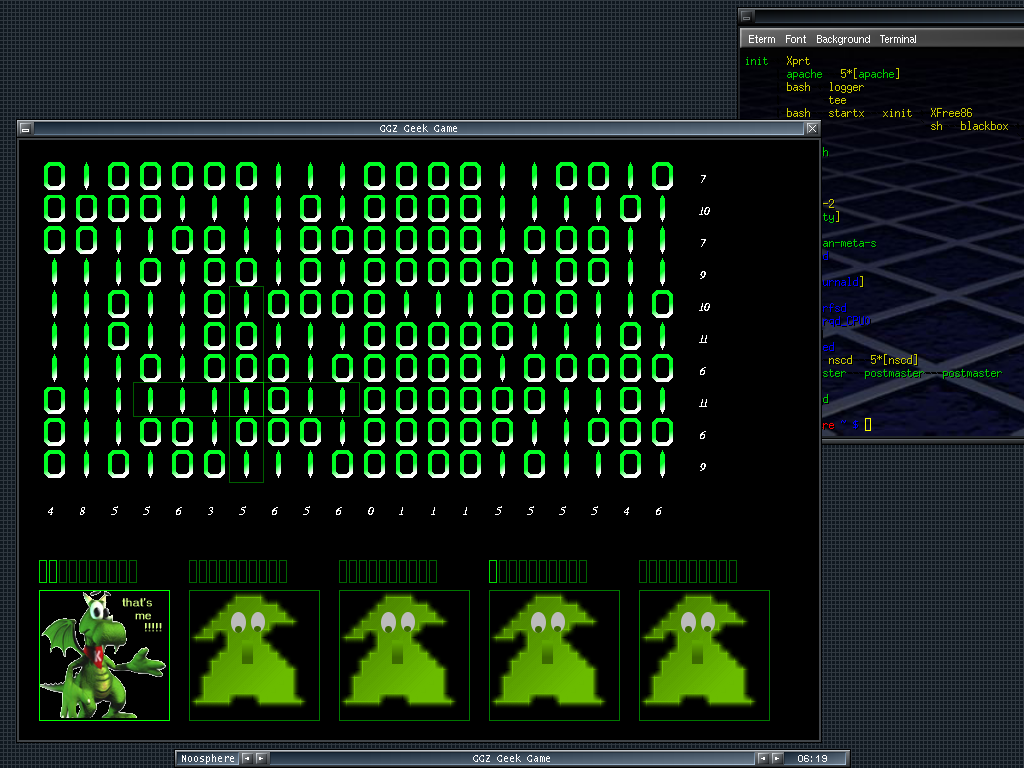 Eterm Font Background Terminal
init Xprt
apache 5*[apache]
bash logger
tee
bash startx xinit XFree86
sh blackbox
GGZ Geek Game
h
0 1 0 0 0 0 0 1 1 1 0 0 0 0 1 1 0 0 1 0 7
0 0 0 0 1 1 1 1 0 1 0 0 0 0 1 1 1 1 0 1 10
-2
ty]
0 0 1 1 0 0 1 1 0 0 0 0 0 0 1 0 0 0 1 1 7
an-meta-s
1 1 1 0 1 0 0 1 0 1 0 0 0 0 0 1 0 0 1 1 9
urnald]
1 1 0 1 1 0 1 0 0 0 0 1 1 1 0 0 0 1 1 0 10
1 1 0 1 1 0 0 1 1 1 0 0 0 0 0 1 1 1 0 1 11
nscd 5*[nscd]
1 1 1 0 1 0 0 0 1 0 0 0 0 0 1 0 0 0 0 0 6
ster postmaster postmaster
0 1 1 1 1 1 1 0 1 1 0 0 0 0 0 0 1 1 0 1 11
d
re ~ #
0 1 1 0 0 1 0 0 0 1 0 0 0 0 0 1 1 0 0 0 6
0 1 0 1 0 0 1 1 1 0 0 0 0 0 1 0 1 1 0 1 9
4 8 5 5 6 3 5 6 5 6 0 1 1 1 5 5 5 5 4 6
that's
me
!!!!!
Noosphere GGZ Geek Game 06:19